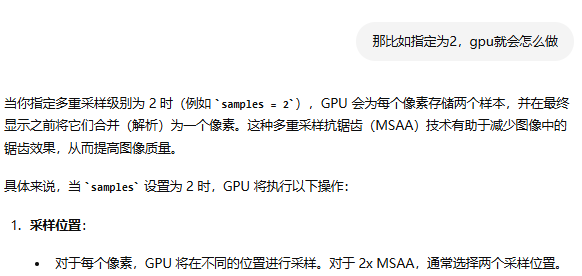 那比如指定为2，gpu就会怎么做
当你指定多重采样级别为 2 时（例如 `samples = 2`），GPU 会为每个像素存储两个样本，并在最终
显示之前将它们合并（解析）为一个像素。这种多重采样抗锯齿（MSAA）技术有助于减少图像中的
锯齿效果，从而提高图像质量。
具体来说，当 `samples` 设置为 2 时，GPU 将执行以下操作：
1. 采样位置：
• 对于每个像素，GPU 将在不同的位置进行采样。对于 2x MSAA，通常选择两个采样位置。